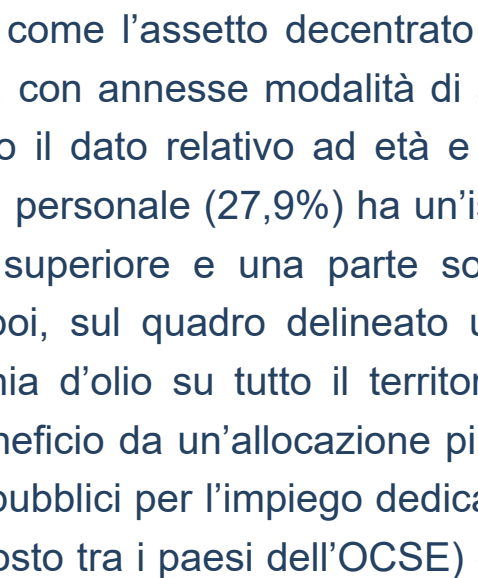 come l’assetto decentrato
con annesse modalità di
o il dato relativo ad età e
personale (27,9%) ha un’is
superiore e una parte so
poi, sul quadro delineato
hia d’olio su tutto il territor
neficio da un’allocazione pi
pubblici per l’impiego dedica
osto tra i paesi dell’OCSE)